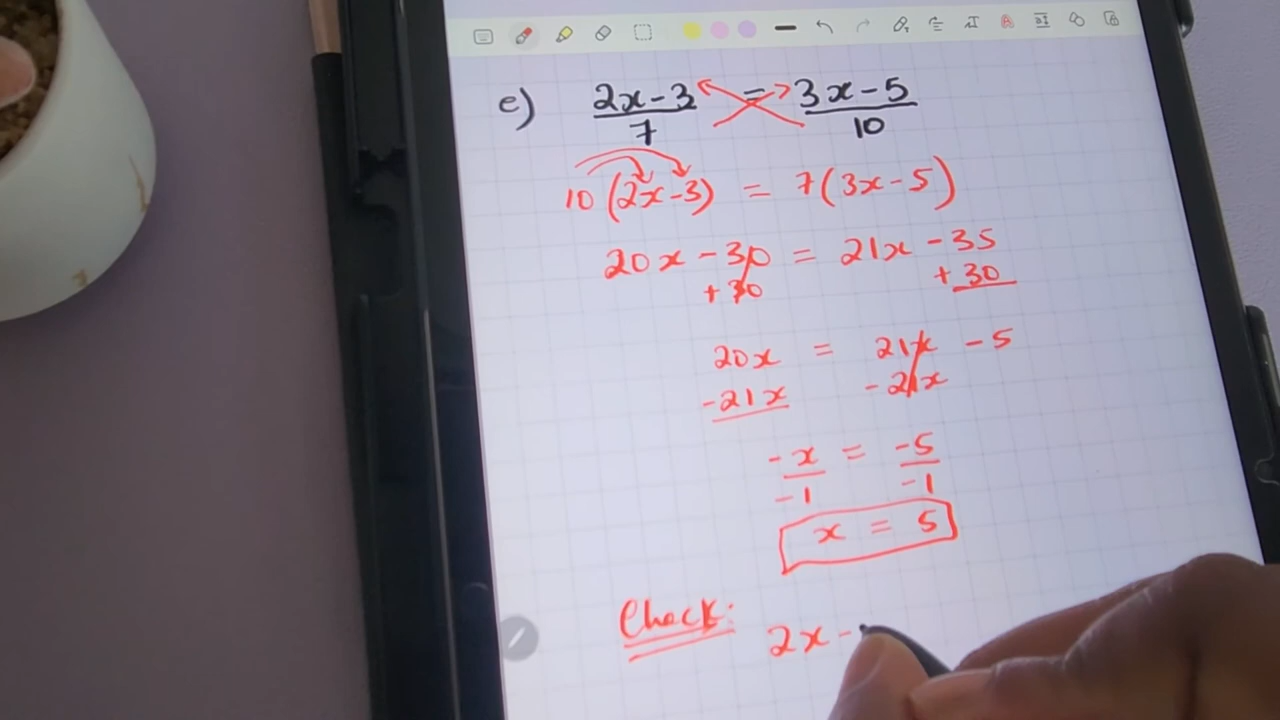 e) 2x-3/7 = 3x-5/10
10(2x-3) = 7(3x-5)
20x - 30 = 21x - 35
+30 +30
20x = 21x - 5
-21x -21x
-x/-1 = -5/-1
x = 5
Check: 2x -